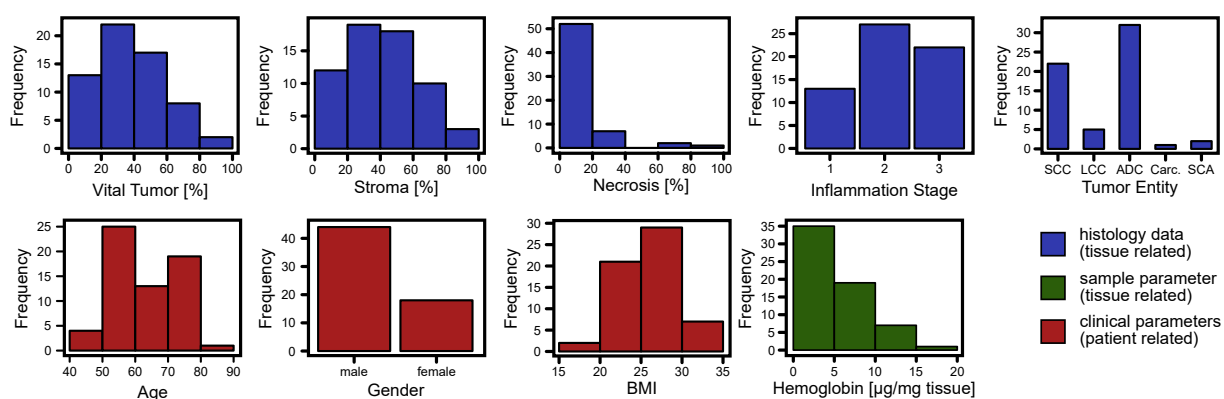 Frequency
20
15
10
5
0
0 20 40 60 80 100
Vital Tumor [%]
Frequency
15
10
5
0
0 20 40 60 80 100
Stroma [%]
Frequency
50
40
30
20
10
0
0 20 40 60 80 100
Necrosis [%]
Frequency
25
20
15
10
5
0
1 2 3
Inflammation Stage
Frequency
30
25
20
15
10
5
0
SCC LCC ADC Carc. SCA
Tumor Entity
Frequency
25
20
15
10
5
0
40 50 60 70 80 90
Age
Frequency
40
30
20
10
0
male female
Gender
Frequency
30
25
20
15
10
5
0
15 20 25 30 35
BMI
Frequency
35
30
25
20
15
10
5
0
0 5 10 15 20
Hemoglobin [µg/mg tissue]
histology data
(tissue related)
sample parameter
(tissue related)
clinical parameters
(patient related)